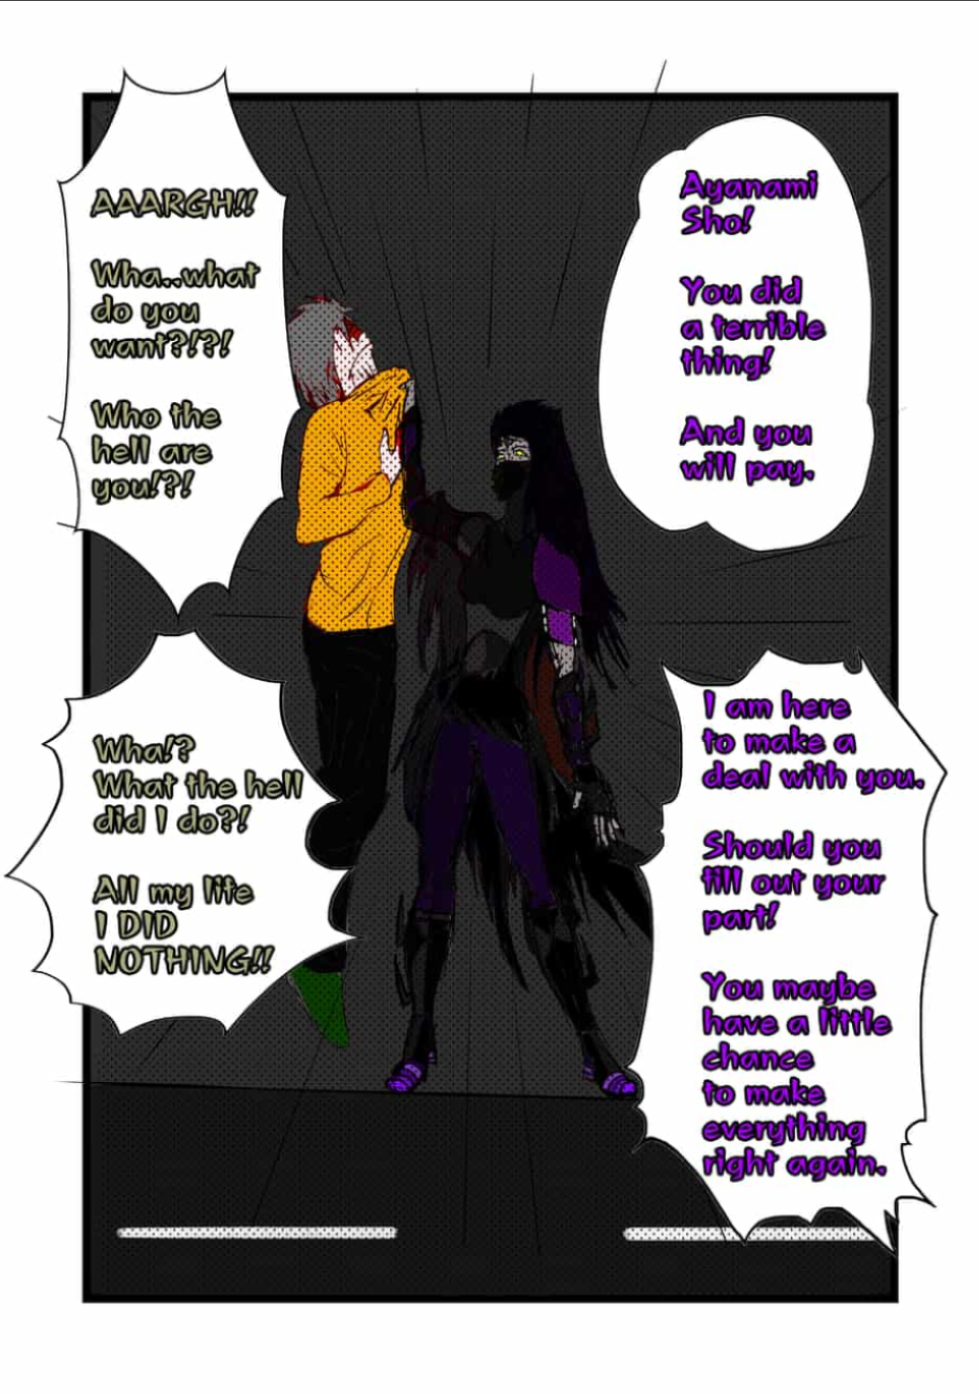 AAARGH!!
Wha..what
do you
want?!?!
Who the
hell are
you!?!
Ayanami
Sho!
You did
a terrible
thing!
And you
will pay.
Wha!?
What the hell
did I do?!
All my life
I DID
NOTHING!!
I am here
to make a
deal with you.
Should you
fill out your
part!
You maybe
have a little
chance
to make
everything
right again.